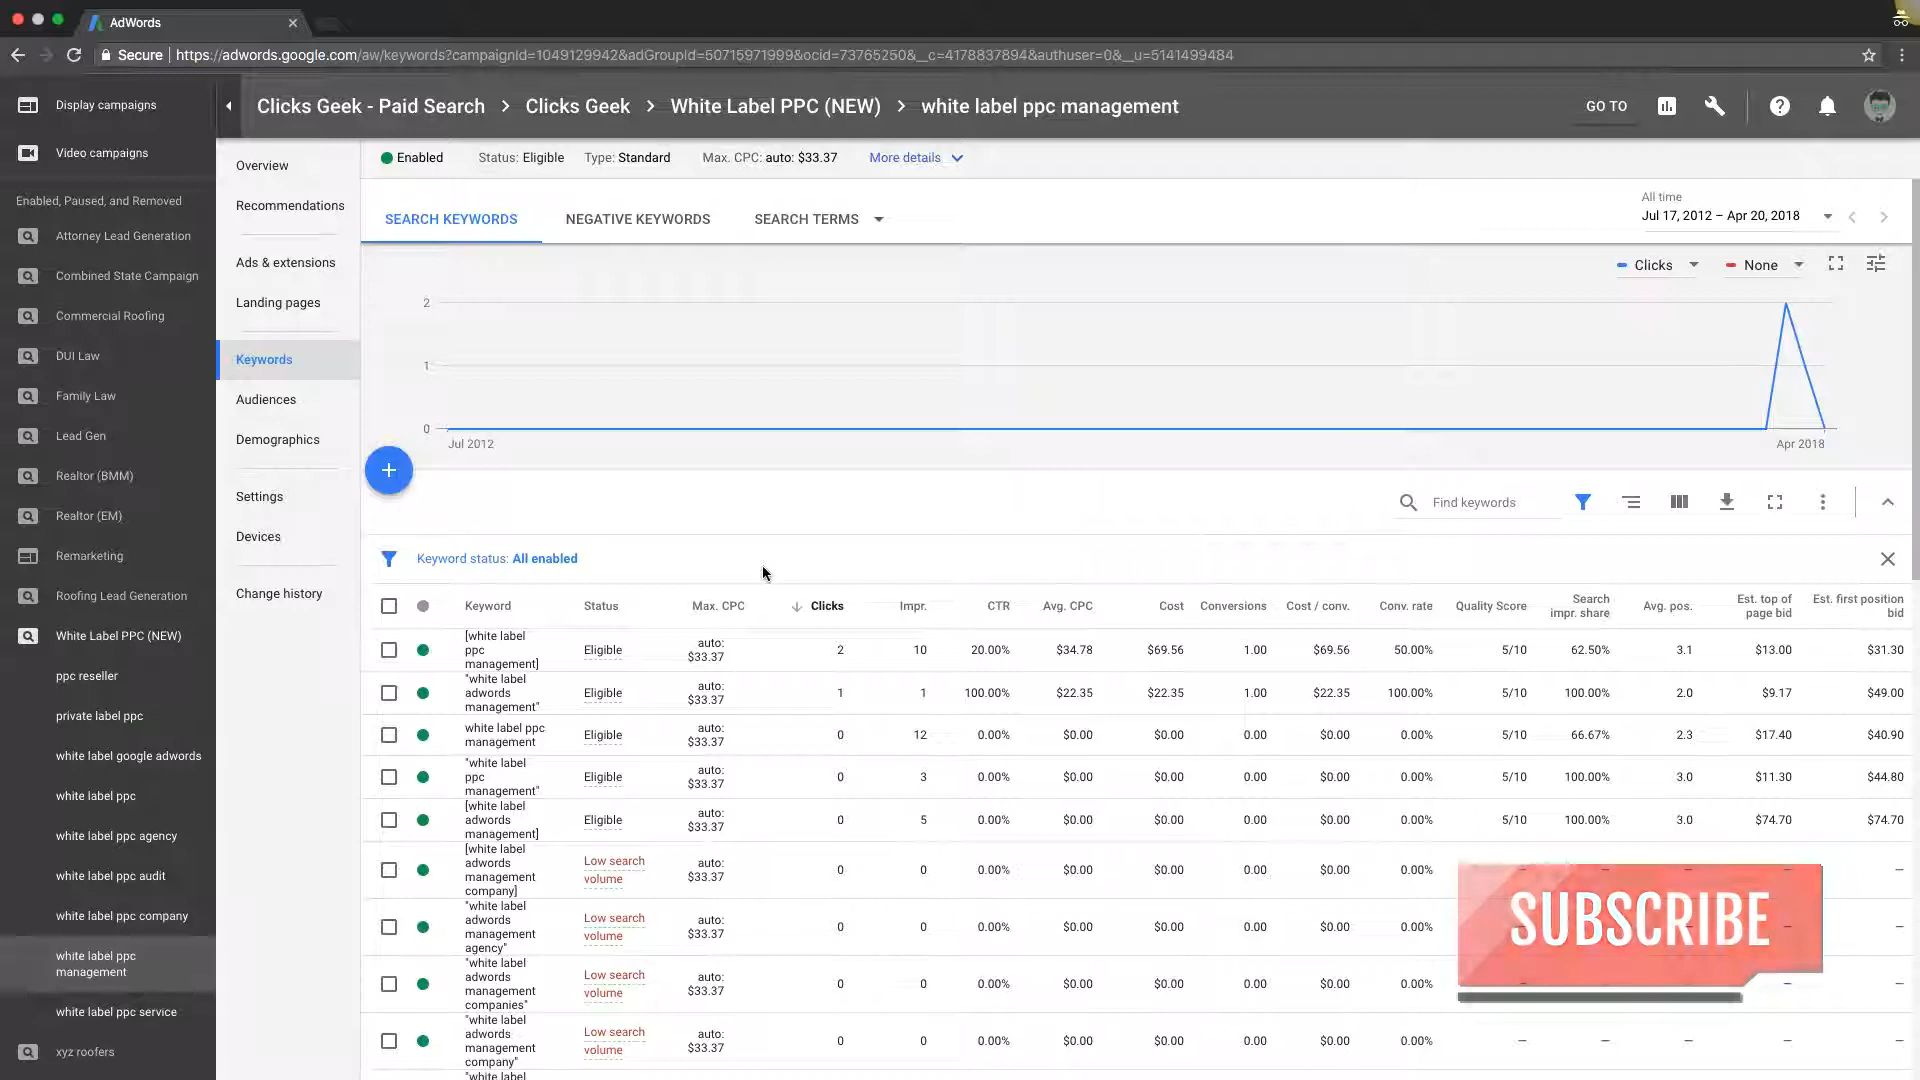 AdWords
Secure https://adwords.google.com/aw/keywords?campaignId=1049129942&adGroupId=50715971999&ocid=73765250&__c=4178837894&authuser=0&__u=5141499484
Clicks Geek - Paid Search > Clicks Geek > White Label PPC (NEW) > white label ppc management
GO TO
Display campaigns
Video campaigns
Enabled, Paused, and Removed
Attorney Lead Generation
Combined State Campaign
Commercial Roofing
DUI Law
Family Law
Lead Gen
Realtor (BMM)
Realtor (EM)
Remarketing
Roofing Lead Generation
White Label PPC (NEW)
ppc reseller
private label ppc
white label google adwords
white label ppc
white label ppc agency
white label ppc audit
white label ppc company
white label ppc
management
white label ppc service
xyz roofers
Overview
Recommendations
Ads & extensions
Landing pages
Keywords
Audiences
Demographics
Settings
Devices
Change history
Enabled Status: Eligible Type: Standard Max. CPC: auto: $33.37 More details
SEARCH KEYWORDS NEGATIVE KEYWORDS SEARCH TERMS
All time
Jul 17, 2012 – Apr 20, 2018
Clicks None
2
1
0
Jul 2012 Apr 2018
Find keywords
Keyword status: All enabled
Keyword Status Max. CPC Clicks Impr. CTR Avg. CPC Cost Conversions Cost / conv. Conv. rate Quality Score Search impr. share Avg. pos. Est. top of page bid Est. first position bid
[white label ppc management] Eligible auto: $33.37 2 10 20.00% $34.78 $69.56 1.00 $69.56 50.00% 5/10 62.50% 3.1 $13.00 $31.30
"white label adwords management" Eligible auto: $33.37 1 1 100.00% $22.35 $22.35 1.00 $22.35 100.00% 5/10 100.00% 2.0 $9.17 $49.00
white label ppc management Eligible auto: $33.37 0 12 0.00% $0.00 $0.00 0.00 $0.00 0.00% 5/10 66.67% 2.3 $17.40 $40.90
"white label ppc management" Eligible auto: $33.37 0 3 0.00% $0.00 $0.00 0.00 $0.00 0.00% 5/10 100.00% 3.0 $11.30 $44.80
[white label adwords management] Eligible auto: $33.37 0 5 0.00% $0.00 $0.00 0.00 $0.00 0.00% 5/10 100.00% 3.0 $74.70 $74.70
[white label adwords management company] Low search volume auto: $33.37 0 0 0.00% $0.00 $0.00 0.00 $0.00 0.00% – – – – –
"white label adwords management agency" Low search volume auto: $33.37 0 0 0.00% $0.00 $0.00 0.00 $0.00 0.00% –
"white label adwords management companies" Low search volume auto: $33.37 0 0 0.00% $0.00 $0.00 0.00 $0.00 0.00% – – – – –
"white label adwords management company" Low search volume auto: $33.37 0 0 0.00% $0.00 $0.00 0.00 $0.00 0.00% – – – – –
"white label
SUBSCRIBE